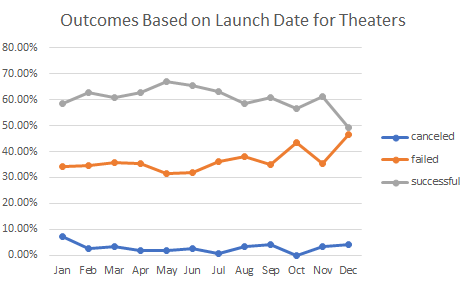 Outcomes Based on Launch Date for Theaters
80.00%
70.00%
60.00%
50.00%
40.00%
30.00%
20.00%
10.00%
0.00%
Jan Feb Mar Apr May Jun Jul Aug Sep Oct Nov Dec
canceled
failed
successful